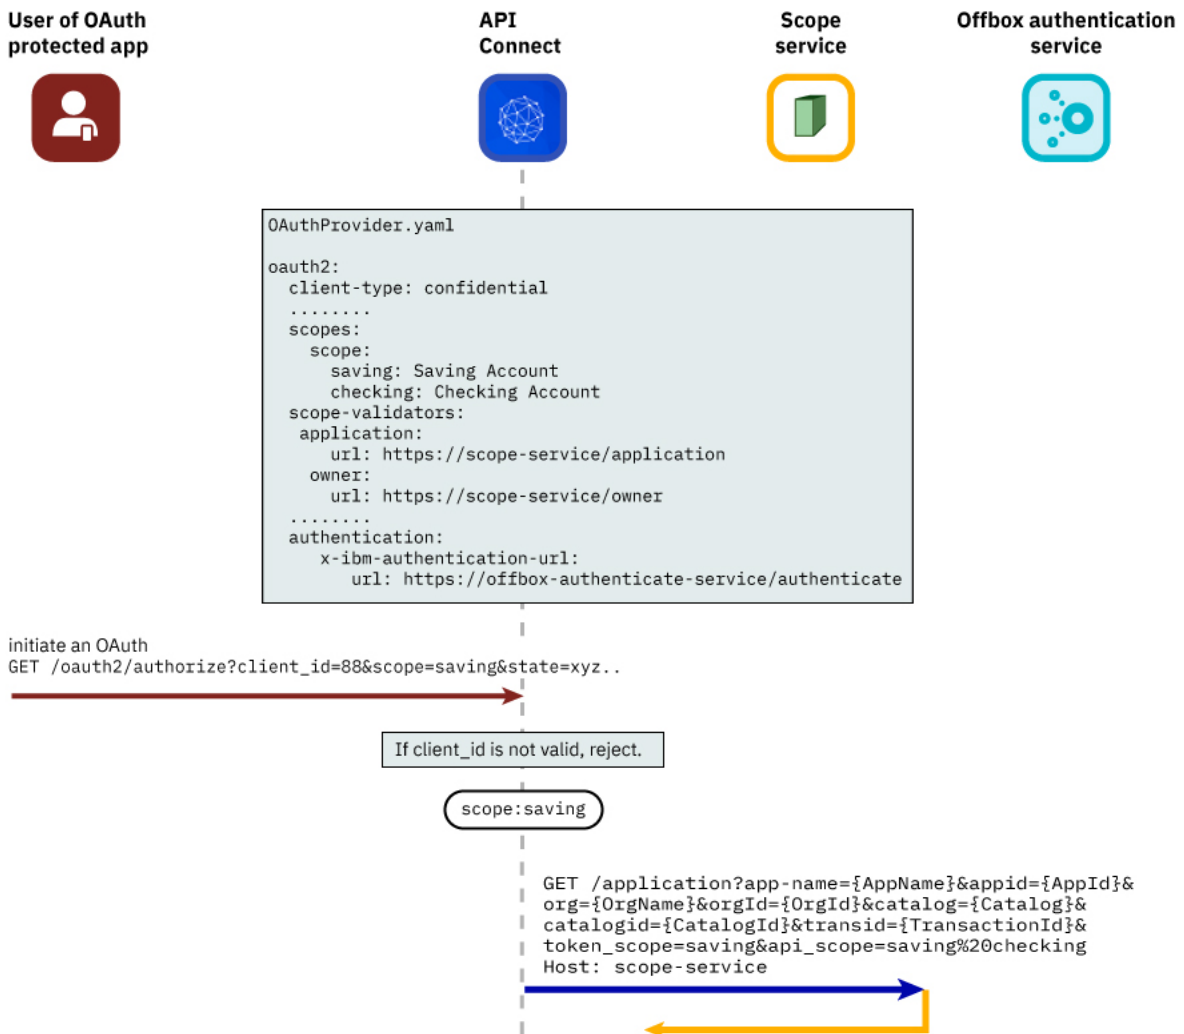 User of OAuth
protected app
API
Connect
Scope
service
Offbox authentication
service
OAuthProvider.yaml
oauth2:
  client-type: confidential
  ........
  scopes:
    scope:
      saving: Saving Account
      checking: Checking Account
  scope-validators:
   application:
      url: https://scope-service/application
    owner:
      url: https://scope-service/owner
  ........
  authentication:
     x-ibm-authentication-url:
        url: https://offbox-authenticate-service/authenticate
initiate an OAuth
GET /oauth2/authorize?client_id=88&scope=saving&state=xyz..
If client_id is not valid, reject.
scope:saving
GET /application?app-name={AppName}&appid={AppId}&
org={OrgName}&orgId={OrgId}&catalog={Catalog}&
catalogid={CatalogId}&transid={TransactionId}&
token_scope=saving&api_scope=saving%20checking
Host: scope-service